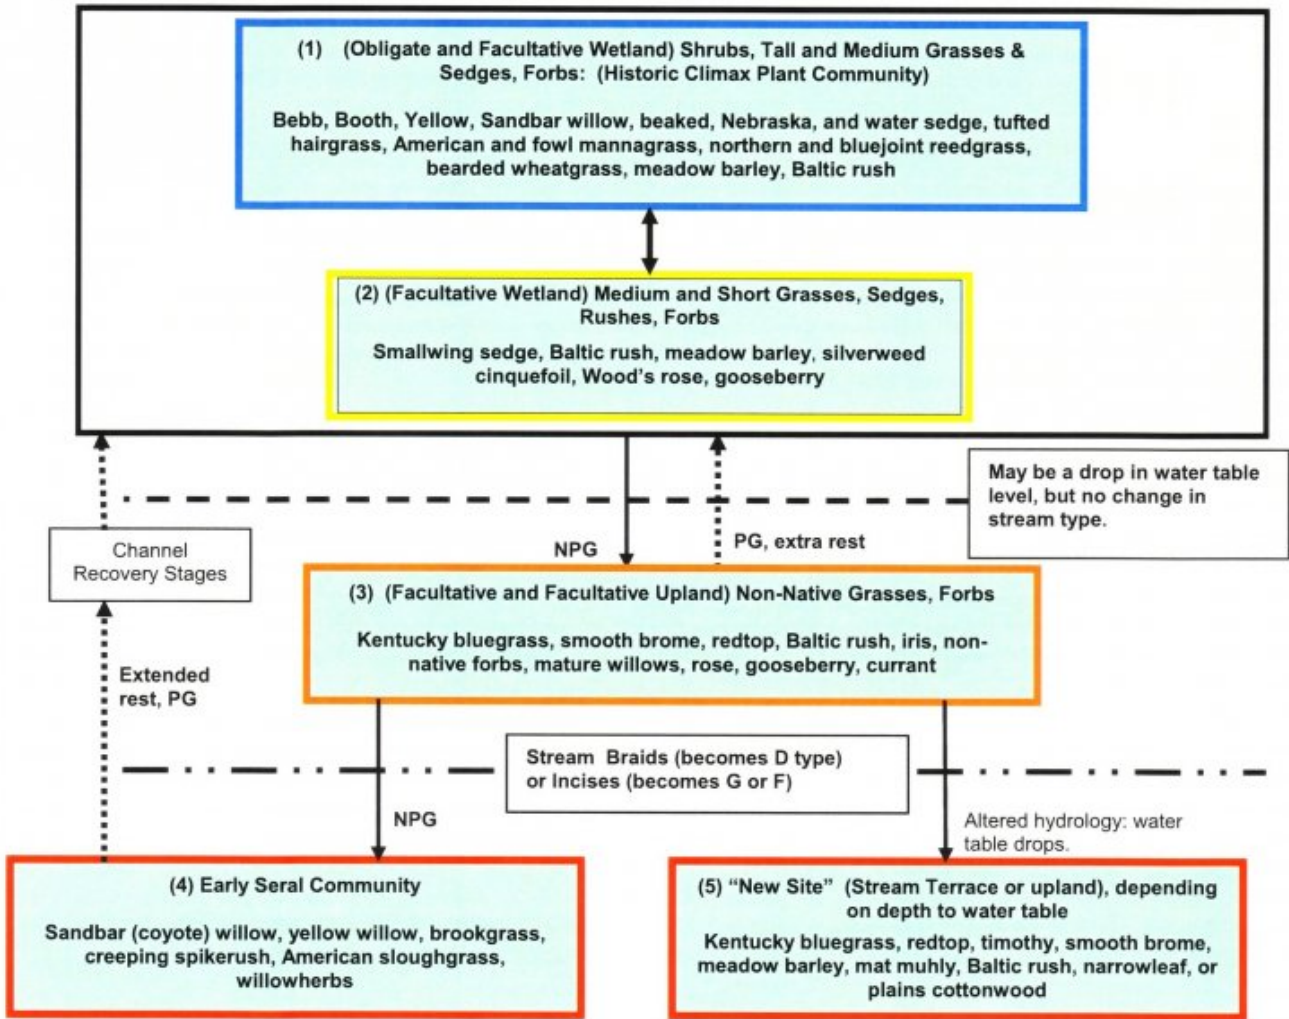 (1) (Obligate and Facultative Wetland) Shrubs, Tall and Medium Grasses &
Sedges, Forbs: (Historic Climax Plant Community)
Bebb, Booth, Yellow, Sandbar willow, beaked, Nebraska, and water sedge, tufted
hairgrass, American and fowl mannagrass, northern and bluejoint reedgrass,
bearded wheatgrass, meadow barley, Baltic rush
(2) (Facultative Wetland) Medium and Short Grasses, Sedges,
Rushes, Forbs
Smallwing sedge, Baltic rush, meadow barley, silverweed
cinquefoil, Wood's rose, gooseberry
May be a drop in water table
level, but no change in
stream type.
Channel
Recovery Stages
NPG
PG, extra rest
(3) (Facultative and Facultative Upland) Non-Native Grasses, Forbs
Kentucky bluegrass, smooth brome, redtop, Baltic rush, iris, non-
native forbs, mature willows, rose, gooseberry, currant
Extended
rest, PG
Stream Braids (becomes D type)
or Incises (becomes G or F)
NPG
Altered hydrology: water
table drops.
(4) Early Seral Community
Sandbar (coyote) willow, yellow willow, brookgrass,
creeping spikerush, American sloughgrass,
willowherbs
(5) "New Site" (Stream Terrace or upland), depending
on depth to water table
Kentucky bluegrass, redtop, timothy, smooth brome,
meadow barley, mat muhly, Baltic rush, narrowleaf, or
plains cottonwood